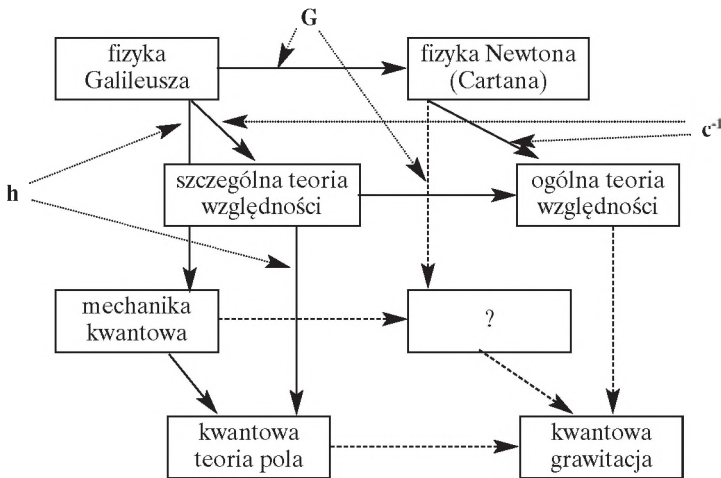 G
fizyka
Galileusza
fizyka Newtona
(Cartana)
c⁻¹
h
szczególna teoria
względności
ogólna teoria
względności
mechanika
kwantowa
?
kwantowa
teoria pola
kwantowa
grawitacja